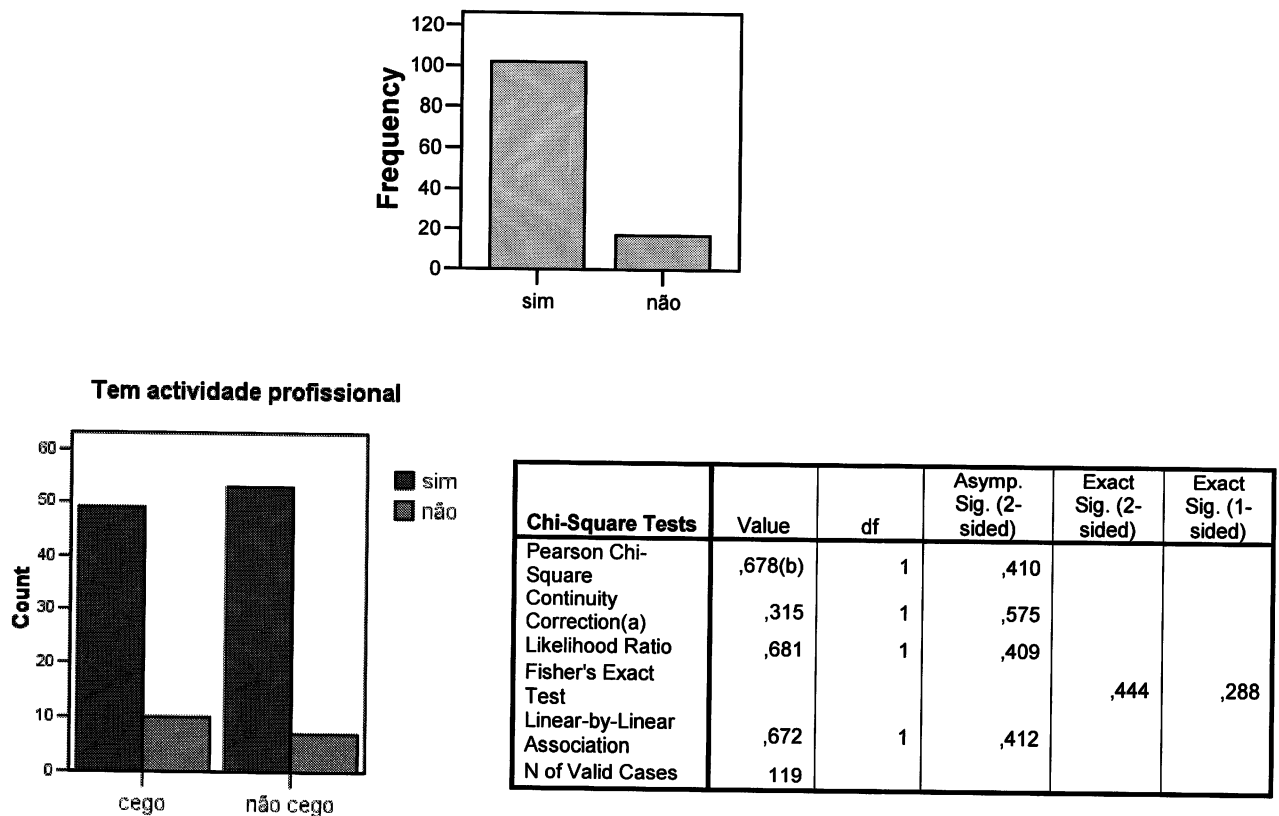 120
100
80
60
40
20
0
Frequency
sim
não
Tem actividade profissional
60
50
40
30
20
10
0
Count
cego
não cego
sim
não
Chi-Square Tests
Value
df
Asymp.
Sig. (2-
sided)
Exact
Sig. (2-
sided)
Exact
Sig. (1-
sided)
Pearson Chi-
Square
,678(b)
1
,410
Continuity
Correction(a)
,315
1
,575
Likelihood Ratio
,681
1
,409
Fisher's Exact
Test
,444
,288
Linear-by-Linear
Association
,672
1
,412
N of Valid Cases
119